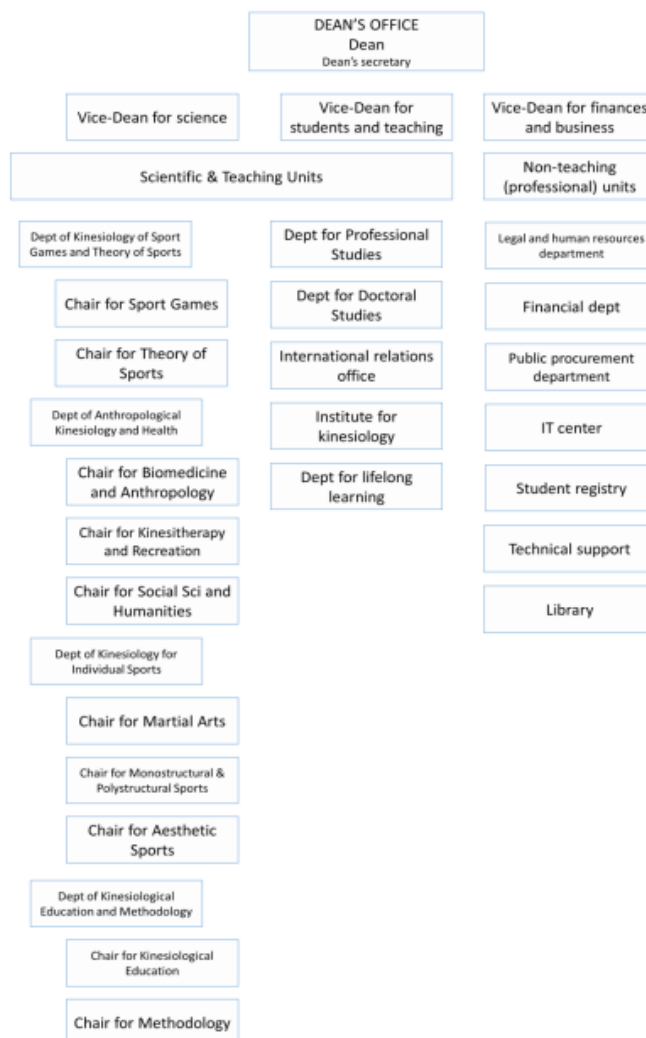 DEAN'S OFFICE
Dean
Dean's secretary
Vice-Dean for science
Vice-Dean for
students and teaching
Vice-Dean for finances
and business
Scientific & Teaching Units
Non-teaching
(professional) units
Dept of Kinesiology of Sport
Games and Theory of Sports
Chair for Sport Games
Chair for Theory of
Sports
Dept of Anthropological
Kinesiology and Health
Chair for Biomedicine
and Anthropology
Chair for Kinesitherapy
and Recreation
Chair for Social Sci and
Humanities
Dept of Kinesiology for
Individual Sports
Chair for Martial Arts
Chair for Monostructural &
Polystructural Sports
Chair for Aesthetic
Sports
Dept of Kinesiological
Education and Methodology
Chair for Kinesiological
Education
Chair for Methodology
Dept for Professional
Studies
Dept for Doctoral
Studies
International relations
office
Institute for
kinesiology
Dept for lifelong
learning
Legal and human resources
department
Financial dept
Public procurement
department
IT center
Student registry
Technical support
Library